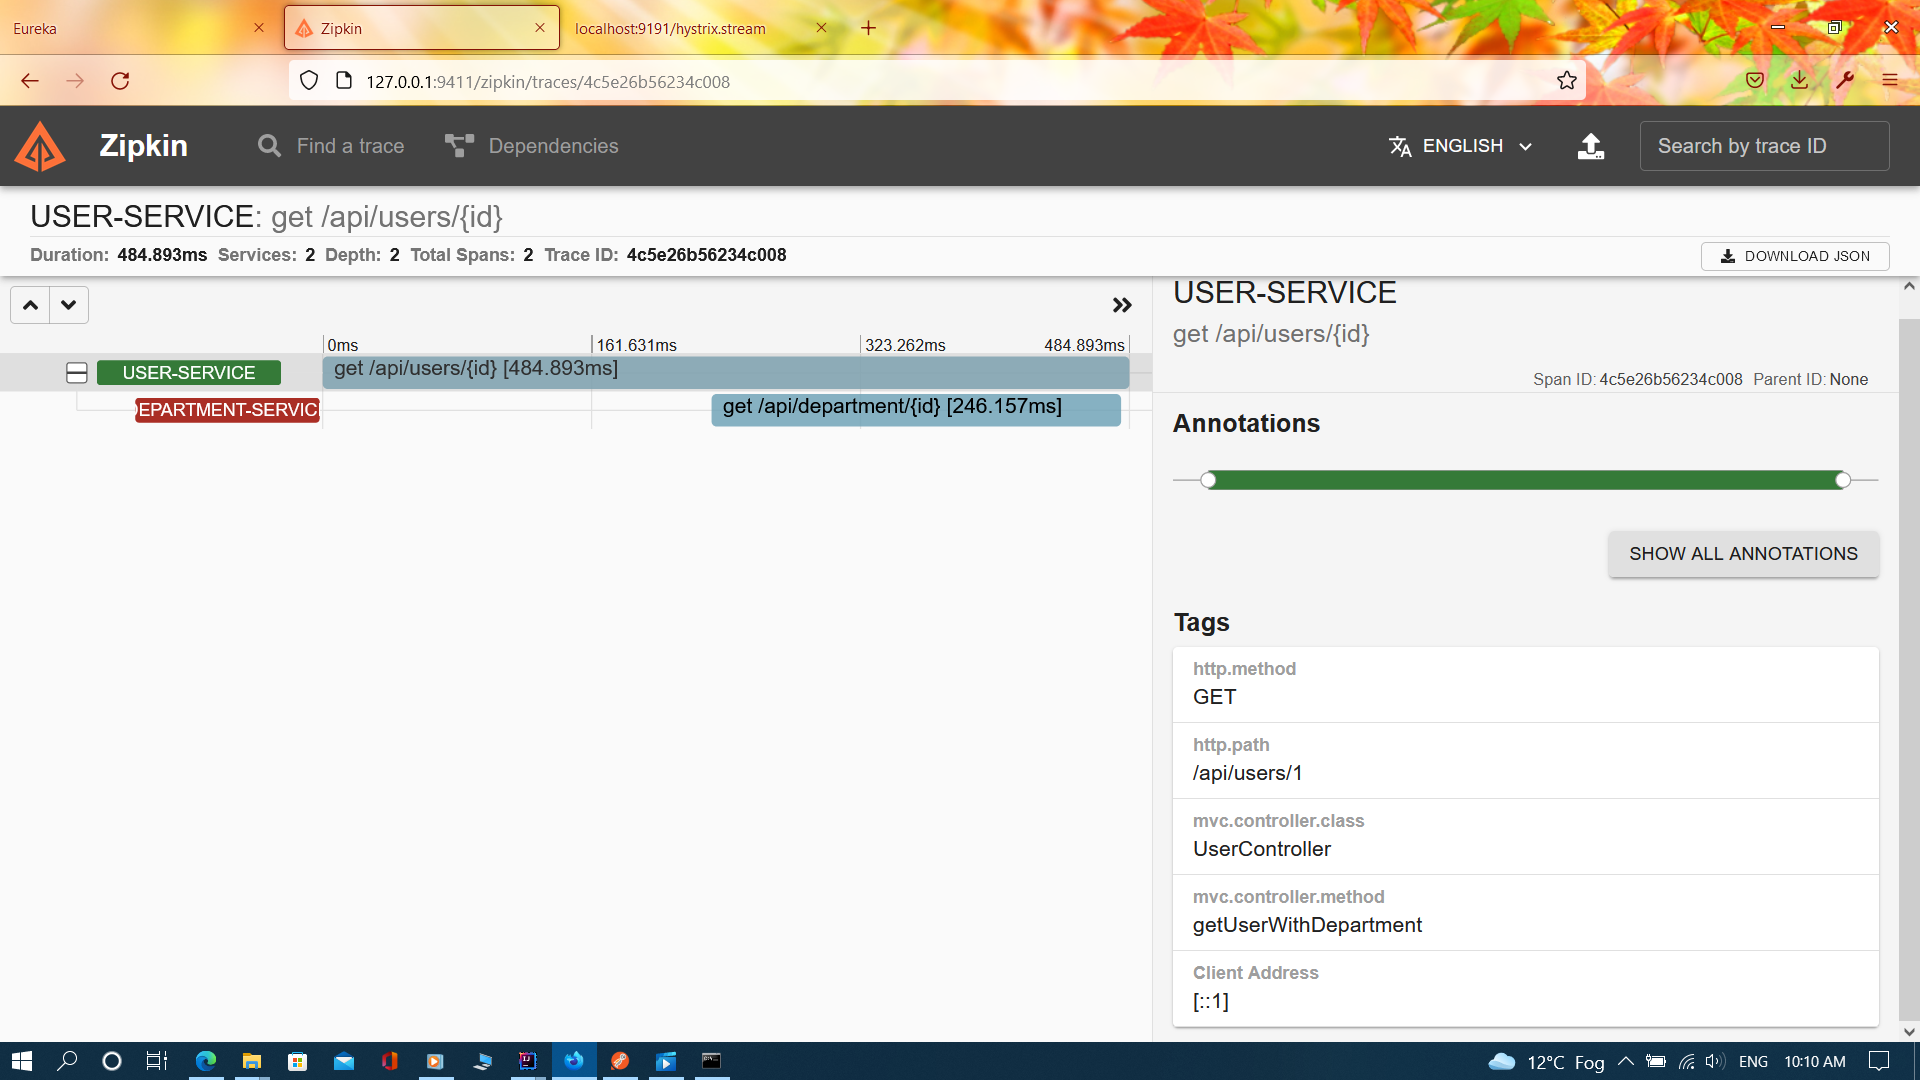 Eureka
Zipkin
localhost:9191/hystrix.stream
127.0.0.1:9411/zipkin/traces/4c5e26b56234c008
Zipkin
Find a trace
Dependencies
ENGLISH
Search by trace ID
USER-SERVICE: get /api/users/{id}
Duration: 484.893ms Services: 2 Depth: 2 Total Spans: 2 Trace ID: 4c5e26b56234c008
DOWNLOAD JSON
0ms 161.631ms 323.262ms 484.893ms
USER-SERVICE get /api/users/{id} [484.893ms]
DEPARTMENT-SERVIC get /api/department/{id} [246.157ms]
USER-SERVICE
get /api/users/{id}
Span ID: 4c5e26b56234c008 Parent ID: None
Annotations
SHOW ALL ANNOTATIONS
Tags
http.method
GET
http.path
/api/users/1
mvc.controller.class
UserController
mvc.controller.method
getUserWithDepartment
Client Address
[::1]
12°C Fog ENG 10:10 AM